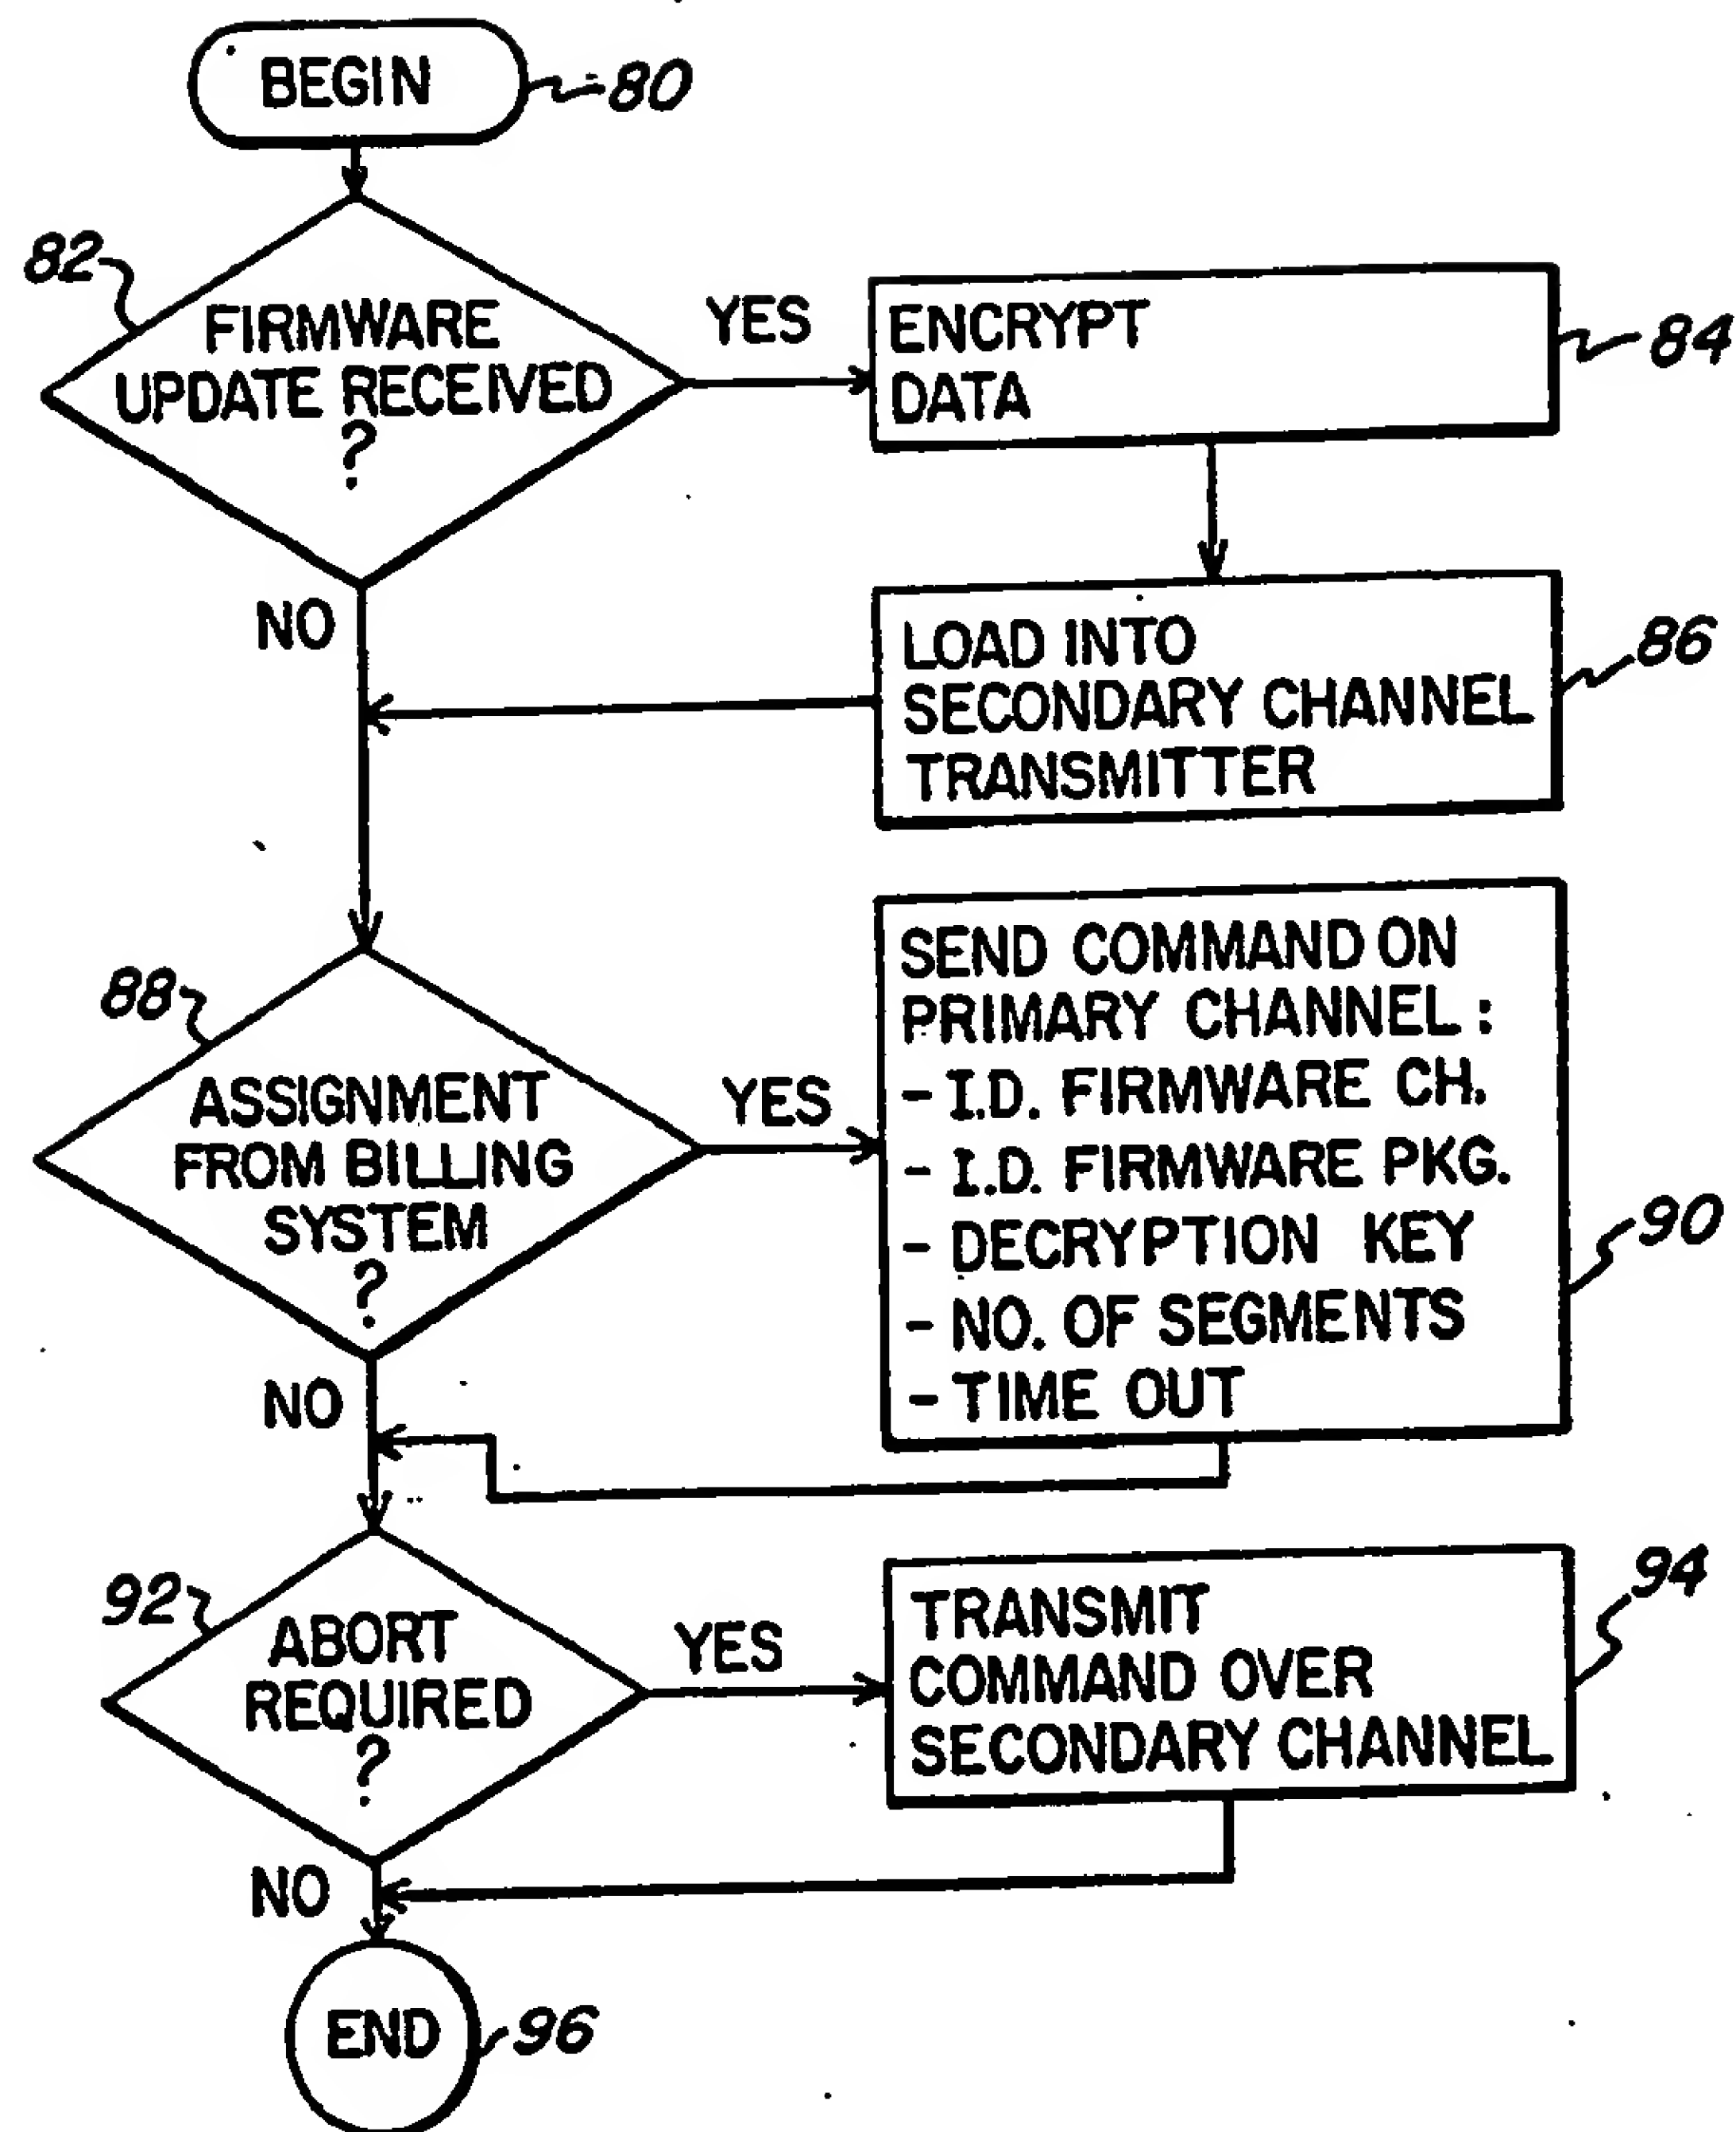 BEGIN
80
82
FIRMWARE
UPDATE RECEIVED
?
YES
ENCRYPT
DATA
84
NO
LOAD INTO
SECONDARY CHANNEL
TRANSMITTER
86
88
ASSIGNMENT
FROM BILLING
SYSTEM
?
YES
SEND COMMAND ON
PRIMARY CHANNEL:
- I.D. FIRMWARE CH.
- I.D. FIRMWARE PKG.
- DECRYPTION KEY
- NO. OF SEGMENTS
- TIME OUT
90
NO
92
ABORT
REQUIRED
?
YES
TRANSMIT
COMMAND OVER
SECONDARY CHANNEL
94
NO
END
96